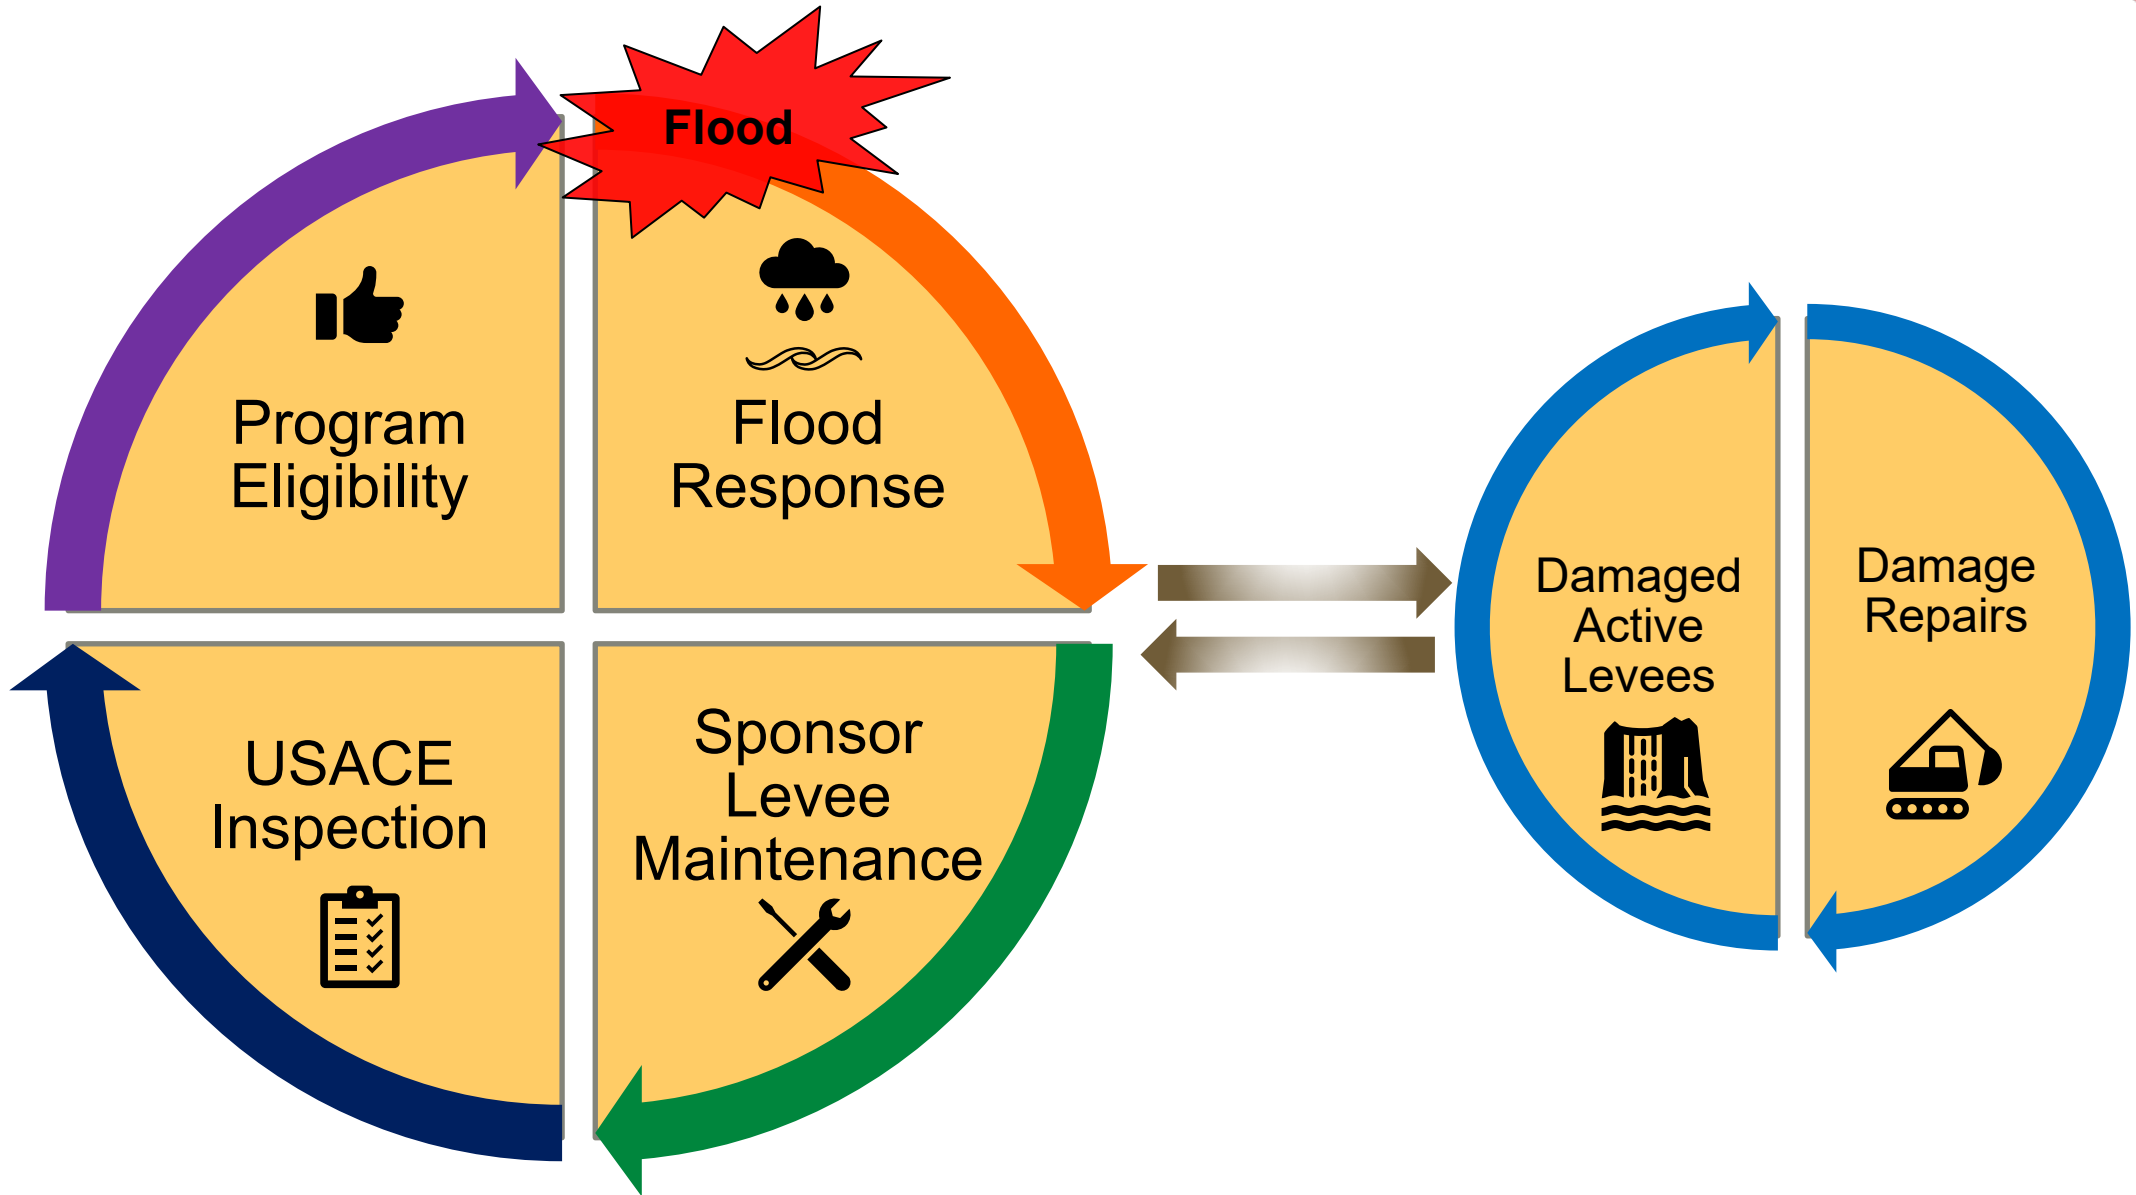 Flood
Program
Eligibility
Flood
Response
USACE
Inspection
Sponsor
Levee
Maintenance
Damaged
Active
Levees
Damage
Repairs